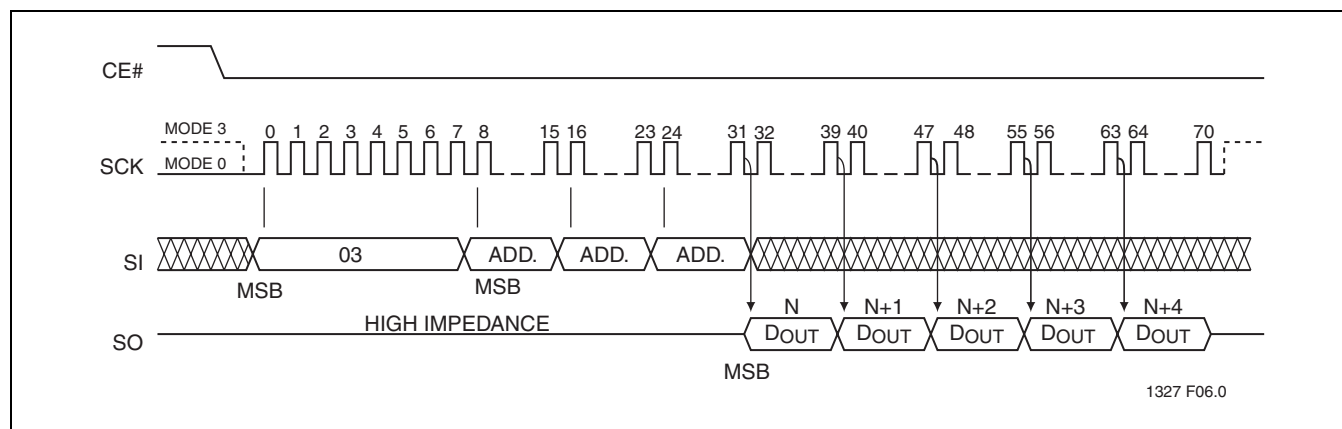 CE#
MODE 3
0 1 2 3 4 5 6 7 8 15 16 23 24 31 32 39 40 47 48 55 56 63 64 70
SCK
MODE 0
SI
03
ADD.
ADD.
ADD.
MSB
MSB
N
N+1
N+2
N+3
N+4
HIGH IMPEDANCE
SO
DOUT
DOUT
DOUT
DOUT
DOUT
MSB
1327 F06.0